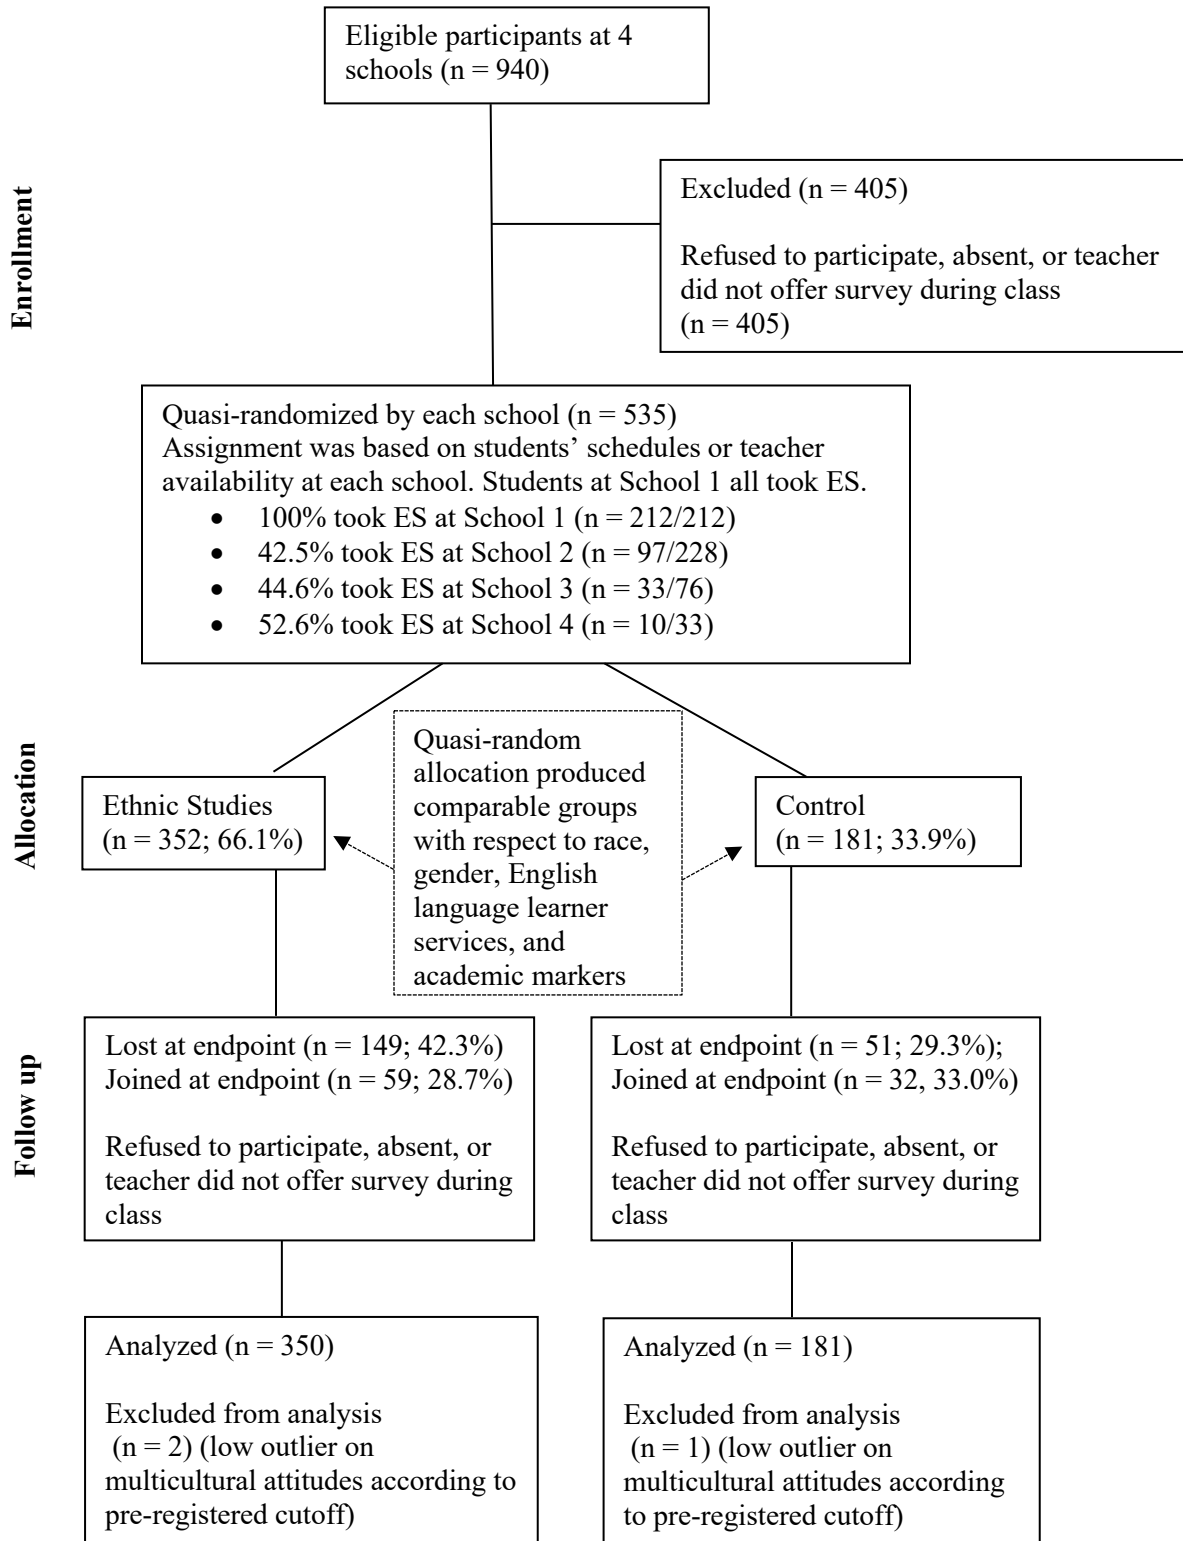 Eligible participants at 4
schools (n = 940)
Enrollment
Excluded (n = 405)
Refused to participate, absent, or teacher
did not offer survey during class
(n = 405)
Quasi-randomized by each school (n = 535)
Assignment was based on students’ schedules or teacher
availability at each school. Students at School 1 all took ES.
• 100% took ES at School 1 (n = 212/212)
• 42.5% took ES at School 2 (n = 97/228)
• 44.6% took ES at School 3 (n = 33/76)
• 52.6% took ES at School 4 (n = 10/33)
Allocation
Ethnic Studies
(n = 352; 66.1%)
Quasi-random
allocation produced
comparable groups
with respect to race,
gender, English
language learner
services, and
academic markers
Control
(n = 181; 33.9%)
Follow up
Lost at endpoint (n = 149; 42.3%)
Joined at endpoint (n = 59; 28.7%)
Refused to participate, absent, or
teacher did not offer survey during
class
Lost at endpoint (n = 51; 29.3%);
Joined at endpoint (n = 32, 33.0%)
Refused to participate, absent, or
teacher did not offer survey during
class
Analyzed (n = 350)
Excluded from analysis
(n = 2) (low outlier on
multicultural attitudes according to
pre-registered cutoff)
Analyzed (n = 181)
Excluded from analysis
(n = 1) (low outlier on
multicultural attitudes according
to pre-registered cutoff)